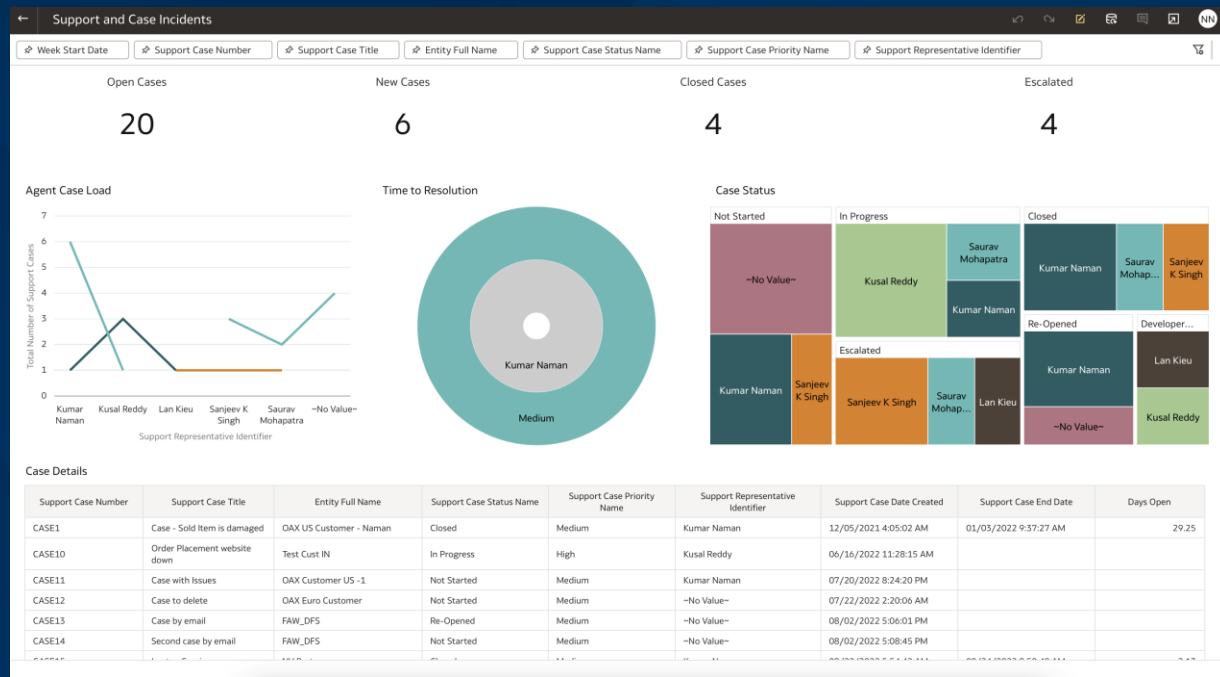 Support and Case Incidents
NN
Week Start Date
Support Case Number
Support Case Title
Entity Full Name
Support Case Status Name
Support Case Priority Name
Support Representative Identifier
Open Cases
New Cases
Closed Cases
Escalated
20
6
4
4
Agent Case Load
7
6
5
4
3
2
1
0
Total Number of Support Cases
Kumar
Naman
Kusal Reddy
Lan Kieu
Sanjeev K
Singh
Saurav
Mohapatra
~No Value~
Support Representative Identifier
Time to Resolution
Kumar Naman
Medium
Case Status
Not Started
~No Value~
Kumar Naman
Sanjeev
K Singh
In Progress
Kusal Reddy
Saurav
Mohapatra
Kumar Naman
Escalated
Sanjeev K Singh
Saurav
Mohap...
Lan Kieu
Closed
Kumar Naman
Saurav
Mohap...
Sanjeev
K Singh
Re-Opened
Kumar Naman
~No Value~
Developer...
Lan Kieu
Kusal Reddy
Case Details
Support Case Number Support Case Title Entity Full Name Support Case Status Name Support Case Priority Name Support Representative Identifier Support Case Date Created Support Case End Date Days Open
CASE1 Case - Sold Item is damaged OAX US Customer - Naman Closed Medium Kumar Naman 12/05/2021 4:05:02 AM 01/03/2022 9:37:27 AM 29.25
CASE10 Order Placement website down Test Cust IN In Progress High Kusal Reddy 06/16/2022 11:28:15 AM
CASE11 Case with Issues OAX Customer US -1 Not Started Medium Kumar Naman 07/20/2022 8:24:20 PM
CASE12 Case to delete OAX Euro Customer Not Started Medium ~No Value~ 07/22/2022 2:20:06 AM
CASE13 Case by email FAW_DFS Re-Opened Medium ~No Value~ 08/02/2022 5:06:01 PM
CASE14 Second case by email FAW_DFS Not Started Medium ~No Value~ 08/02/2022 5:08:45 PM